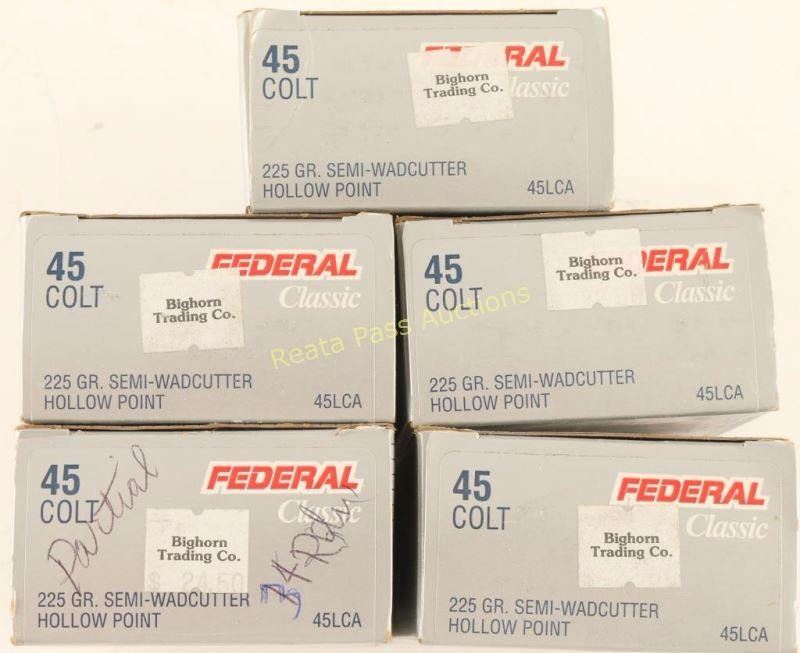 45
COLT
FEDERAL
Classic
Bighorn
Trading Co.
225 GR. SEMI-WADCUTTER
HOLLOW POINT
45LCA
45
COLT
FEDERAL
Classic
Bighorn
Trading Co.
225 GR. SEMI-WADCUTTER
HOLLOW POINT
45LCA
45
COLT
DERAL
Classic
Bighorn
Trading Co.
225 GR. SEMI-WADCUTTER
HOLLOW POINT
45LCA
Reata Pass Auctions
45
COLT
FEDERAL
Classic
Partial
Bighorn
Trading Co.
$ 24.50
225 GR. SEMI-WADCUTTER
HOLLOW POINT
45LCA
45
COLT
FEDERAL
Classic
Bighorn
Trading Co.
225 GR. SEMI-WADCUTTER
HOLLOW POINT
45LCA